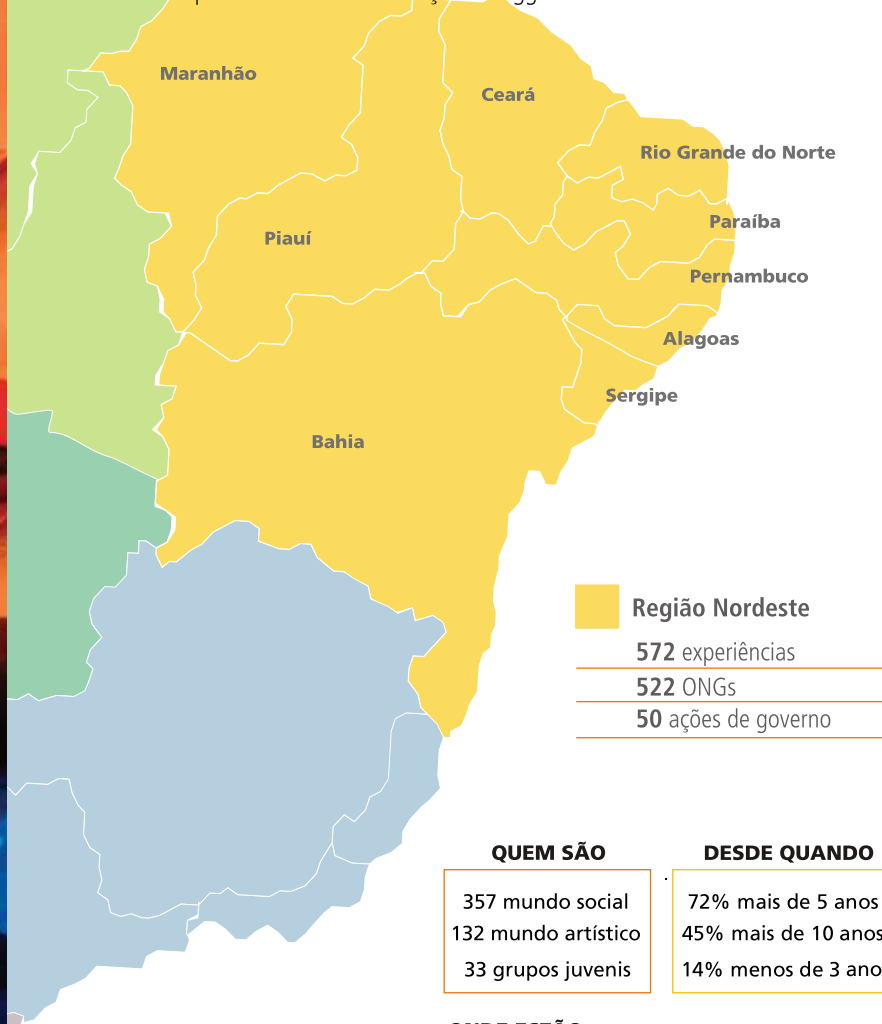 Maranhão
Ceará
Rio Grande do Norte
Paraíba
Piauí
Pernambuco
Alagoas
Sergipe
Bahia
Região Nordeste
572 experiências
522 ONGs
50 ações de governo
QUEM SÃO
357 mundo social
132 mundo artístico
33 grupos juvenis
DESDE QUANDO
72% mais de 5 anos
45% mais de 10 anos
14% menos de 3 ano